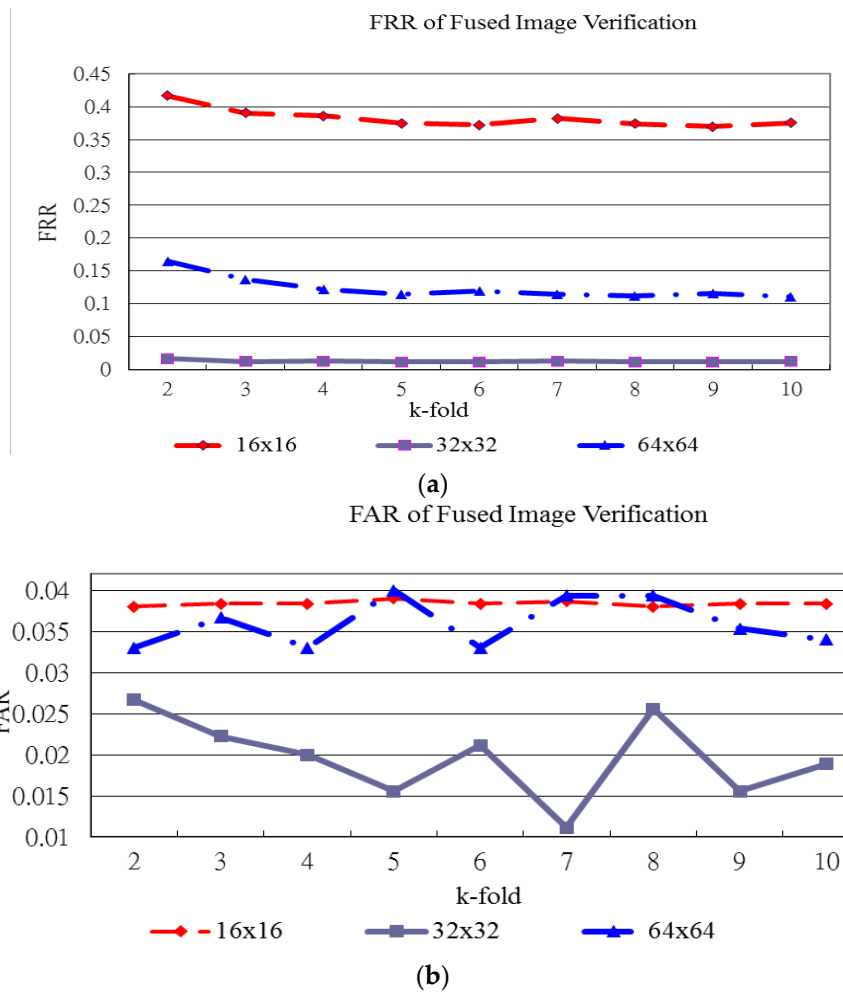 FRR of Fused Image Verification
0.45
0.4
0.35
0.3
0.25
0.2
0.15
0.1
0.05
0
FRR
2 3 4 5 6 7 8 9 10
k-fold
16x16 32x32 64x64
(a)
FAR of Fused Image Verification
0.04
0.035
0.03
0.025
0.02
0.015
0.01
FAR
2 3 4 5 6 7 8 9 10
k-fold
16x16 32x32 64x64
(b)